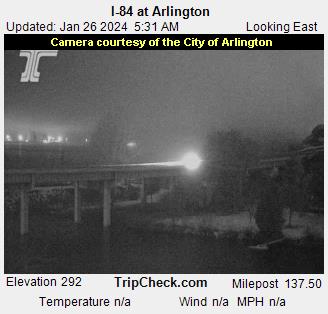 I-84 at Arlington
Updated: Jan 26 2024 5:31 AM Looking East
Camera courtesy of the City of Arlington
Elevation 292 TripCheck.com Milepost 137.50
Temperature n/a Wind n/a MPH n/a